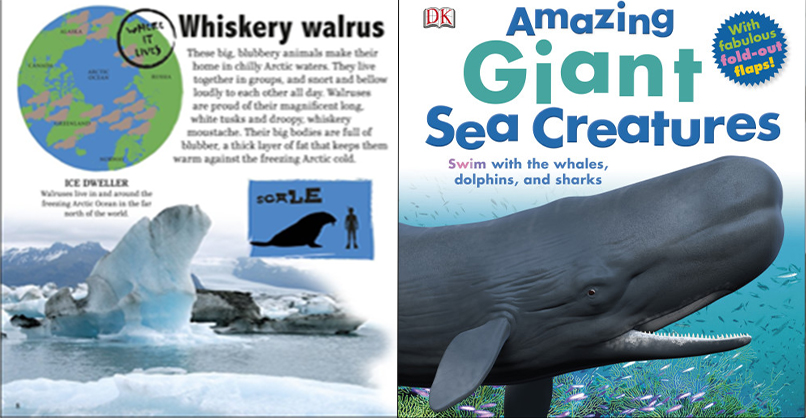 WHERE
IT
LIVES
ALASKA
CANADA
ARCTIC
OCEAN
RUSSIA
GREENLAND
NORWAY
Whiskery walrus
These big, blubbery animals make their
home in chilly Arctic waters. They live
together in groups, and snort and bellow
loudly to each other all day. Walruses
are proud of their magnificent long,
white tusks and droopy, whiskery
moustache. Their big bodies are full of
blubber, a thick layer of fat that keeps them
warm against the freezing Arctic cold.
ICE DWELLER
Walruses live in and around the
freezing Arctic Ocean in the far
north of the world.
SCALE
8
DK
Amazing
Giant
Sea Creatures
With
fabulous
fold-out
flaps!
Swim with the whales,
dolphins, and sharks